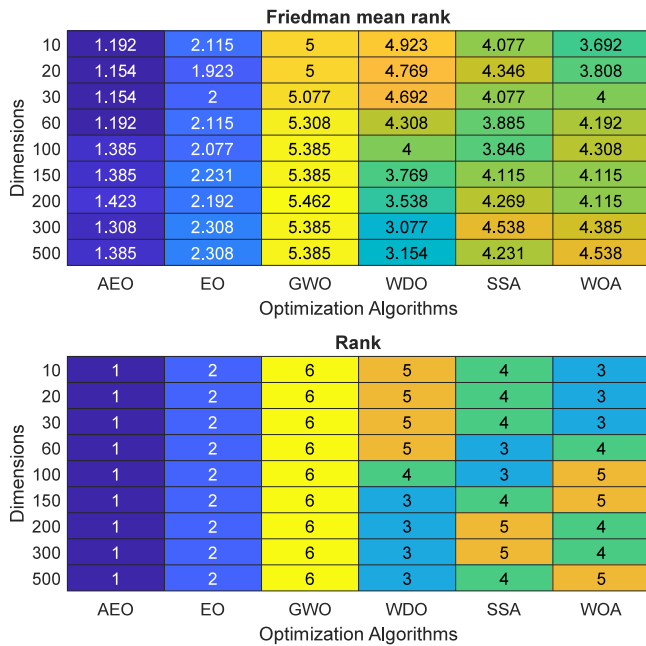 Friedman mean rank
Dimensions
10 1.192 2.115 5 4.923 4.077 3.692
20 1.154 1.923 5 4.769 4.346 3.808
30 1.154 2 5.077 4.692 4.077 4
60 1.192 2.115 5.308 4.308 3.885 4.192
100 1.385 2.077 5.385 4 3.846 4.308
150 1.385 2.231 5.385 3.769 4.115 4.115
200 1.423 2.192 5.462 3.538 4.269 4.115
300 1.308 2.308 5.385 3.077 4.538 4.385
500 1.385 2.308 5.385 3.154 4.231 4.538
AEO EO GWO WDO SSA WOA
Optimization Algorithms
Rank
Dimensions
10 1 2 6 5 4 3
20 1 2 6 5 4 3
30 1 2 6 5 4 3
60 1 2 6 5 3 4
100 1 2 6 4 3 5
150 1 2 6 3 4 5
200 1 2 6 3 5 4
300 1 2 6 3 5 4
500 1 2 6 3 4 5
AEO EO GWO WDO SSA WOA
Optimization Algorithms